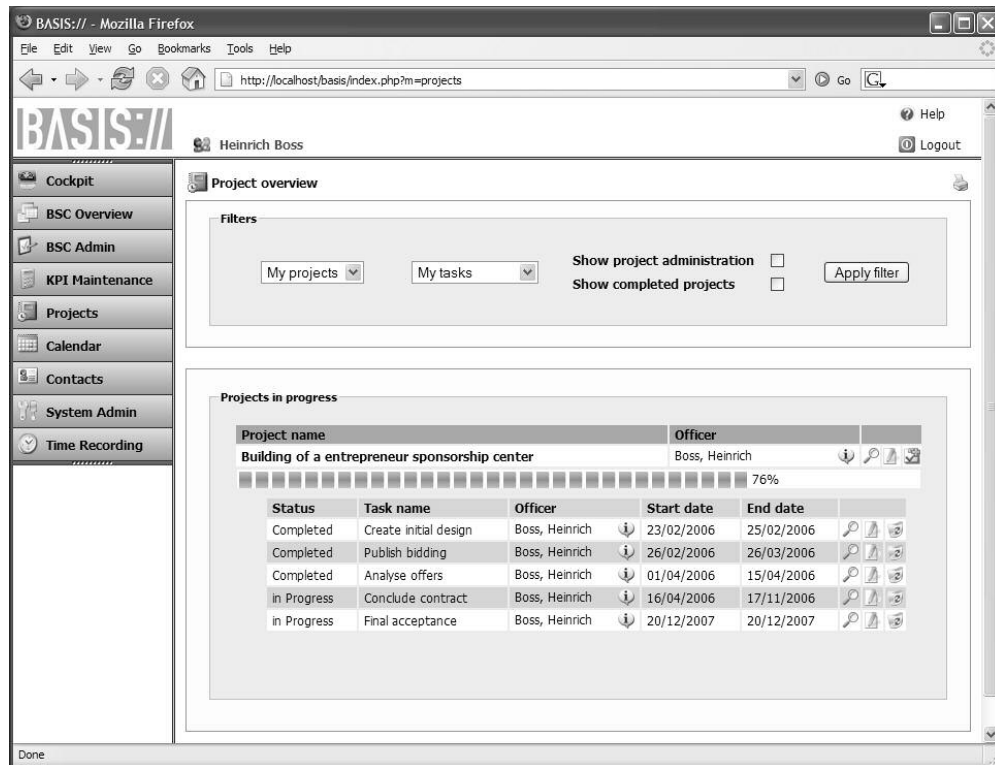 BASIS:// - Mozilla Firefox
File Edit View Go Bookmarks Tools Help
http://localhost/basis/index.php?m=projects Go G
BASIS://
Help
Heinrich Boss
Logout
Cockpit
BSC Overview
BSC Admin
KPI Maintenance
Projects
Calendar
Contacts
System Admin
Time Recording
Project overview
Filters
My projects My tasks Show project administration Apply filter
Show completed projects
Projects in progress
Project name Officer
Building of a entrepreneur sponsorship center Boss, Heinrich
76%
Status Task name Officer Start date End date
Completed Create initial design Boss, Heinrich 23/02/2006 25/02/2006
Completed Publish bidding Boss, Heinrich 26/02/2006 26/03/2006
Completed Analyse offers Boss, Heinrich 01/04/2006 15/04/2006
in Progress Conclude contract Boss, Heinrich 16/04/2006 17/11/2006
in Progress Final acceptance Boss, Heinrich 20/12/2007 20/12/2007
Done